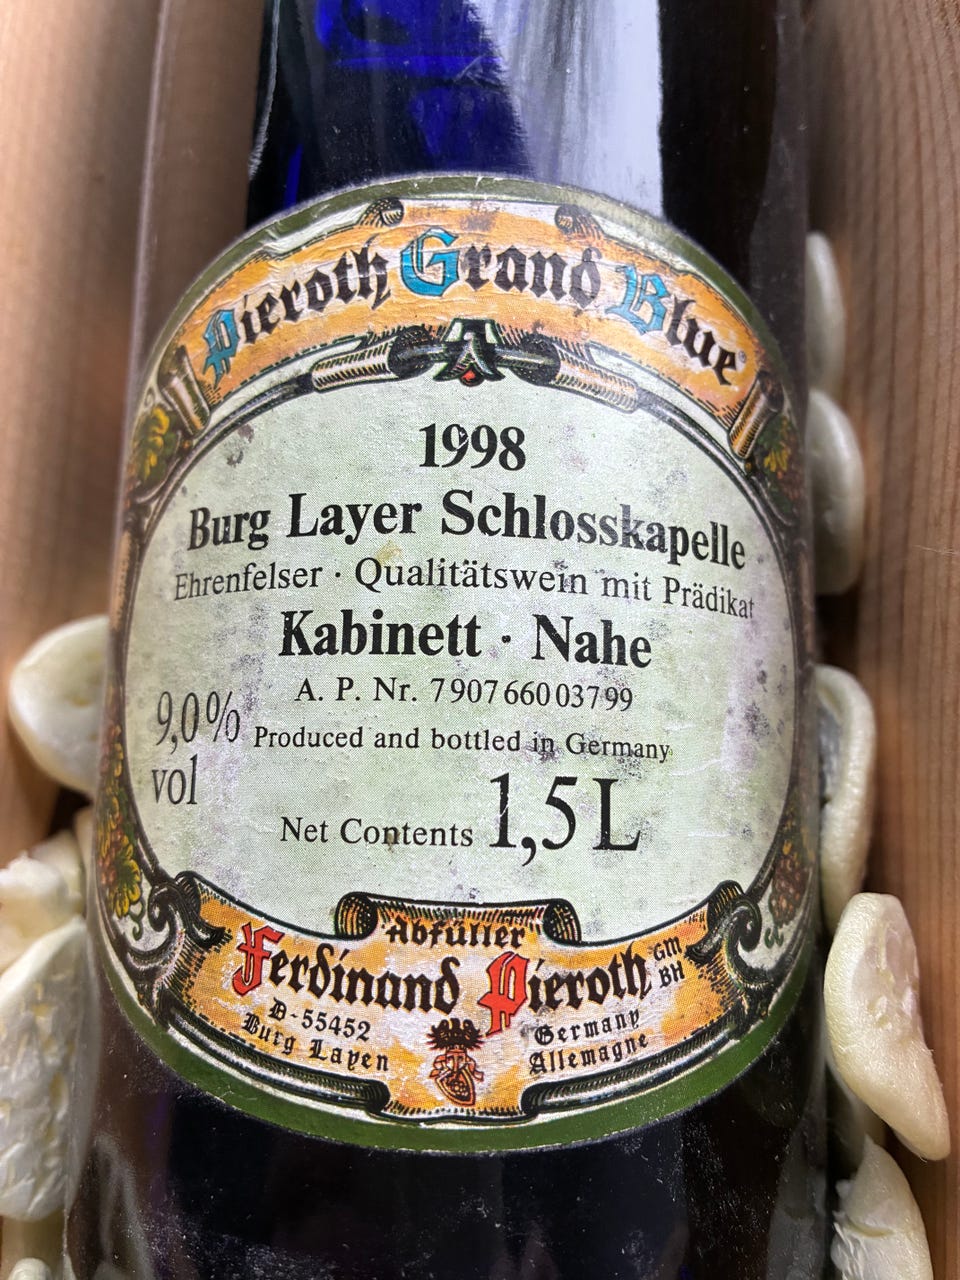 Pieroth Grand Blue®
1998
Burg Layer Schlosskapelle
Ehrenfelser · Qualitätswein mit Prädikat
Kabinett · Nahe
A. P. Nr. 7 907 660 037 99
9,0% vol
Produced and bottled in Germany
Net Contents 1,5 L
Abfüller
Ferdinand Pieroth GMBH
D-55452
Burg Layen
Germany
Allemagne